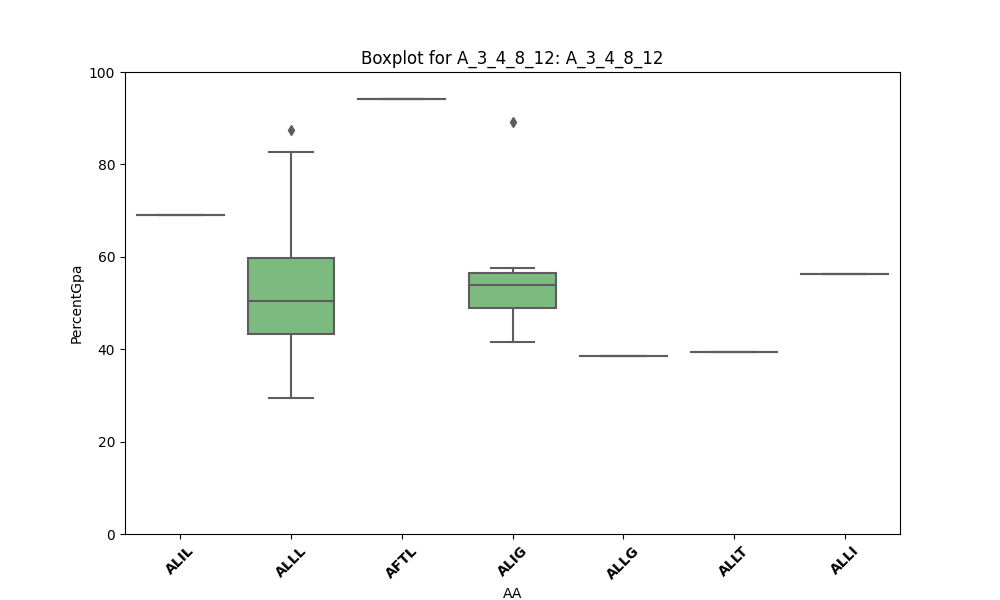 Boxplot for A_3_4_8_12: A_3_4_8_12
100
80
60
40
20
0
PercentGpa
ALIL
ALLL
AFTL
ALIG
ALLG
ALLT
ALLI
AA